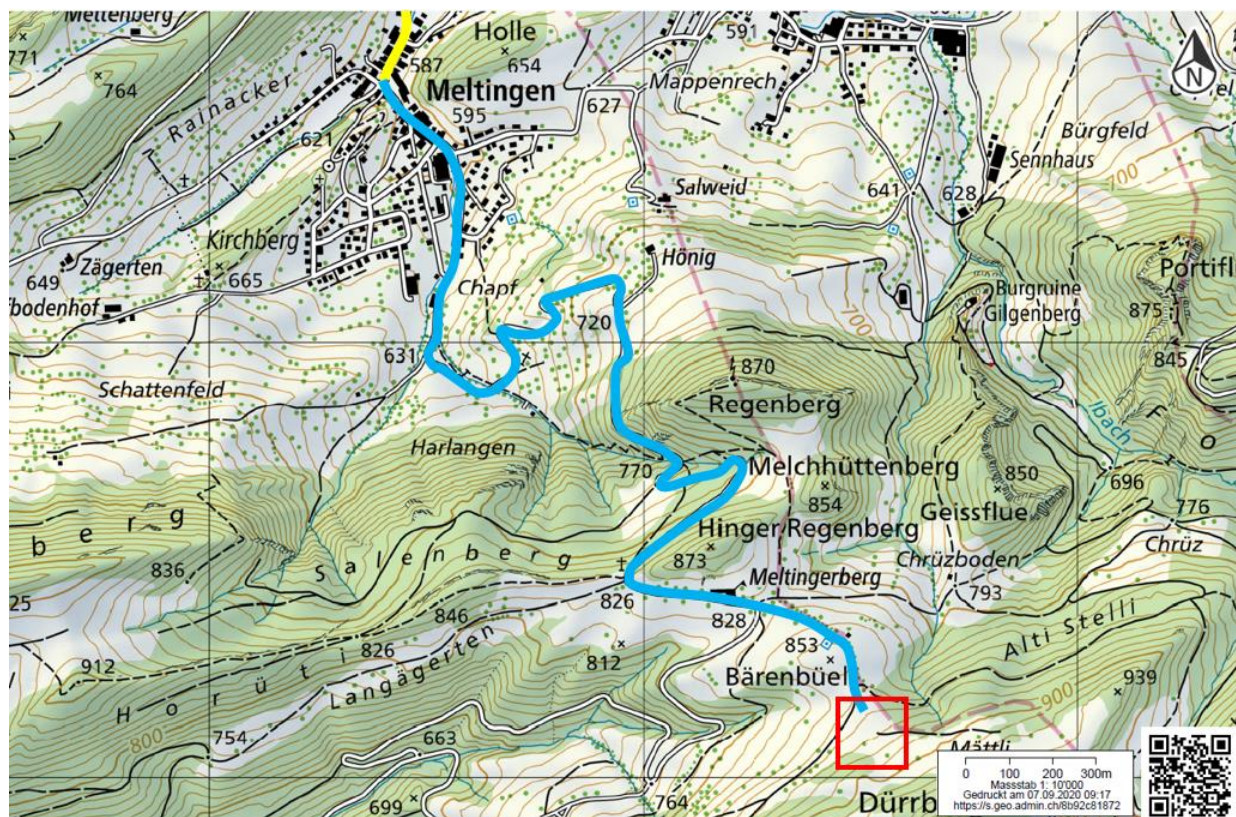 Mettenberg
771
764
Holle
587
654
591
Mappenrech
Rainacker
Meltingen
595
627
621
Bürgfeld
Sennhaus
700
Salweid
641
628
Kirchberg
Zägerten
649
665
Hönig
Chapf
fbodenhof
Burgruine
Gilgenberg
Portifl
875
720
700
631
845
870
Schattenfeld
Regenberg
Ibach
F o
Harlangen
770
Melchhüttenberg
854
850
696
Geissflue
776
b e r g
Hinger Regenberg
Chrüz
Salenberg
873
Chrüzboden
836
Meltingerberg
25
826
793
846
828
Alti Stelli
826
853
912
812
Horüti
Langägerten
Bärenbüel
939
900
800
754
663
Mättli
N
0 100 200 300m
Massstab 1: 10'000
Gedruckt am 07.09.2020 09:17
https://s.geo.admin.ch/8b92c81872
699
764
Dürrb